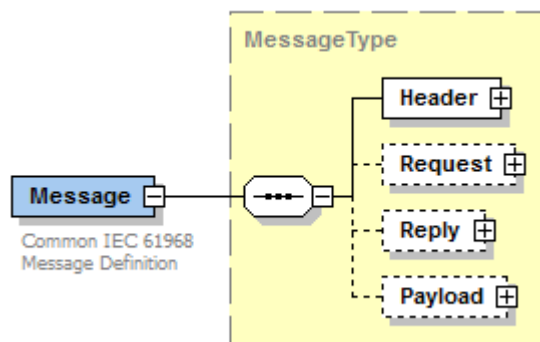 MessageType
Header
Request
Message
Reply
Common IEC 61968
Message Definition
Payload